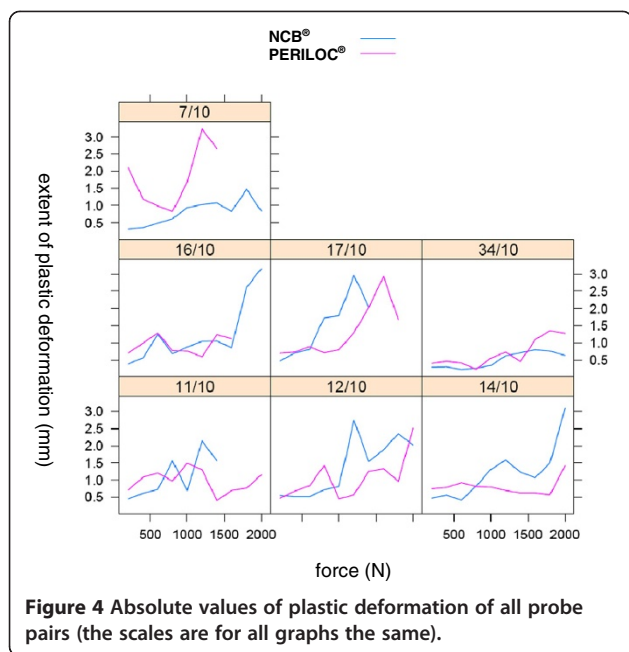 NCB®
PERILOC®
7/10
3.0
2.5
2.0
1.5
1.0
0.5
extent of plastic deformation (mm)
16/10 17/10 34/10
3.0
2.5
2.0
1.5
1.0
0.5
11/10 12/10 14/10
3.0
2.5
2.0
1.5
1.0
0.5
500 1000 1500 2000 500 1000 1500 2000
force (N)
Figure 4 Absolute values of plastic deformation of all probe
pairs (the scales are for all graphs the same).